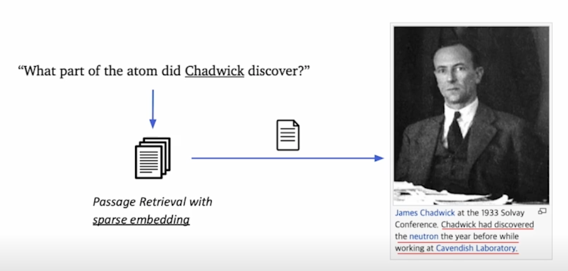 “What part of the atom did Chadwick discover?”
Passage Retrieval with
sparse embedding
James Chadwick at the 1933 Solvay
Conference. Chadwick had discovered
the neutron the year before while
working at Cavendish Laboratory.